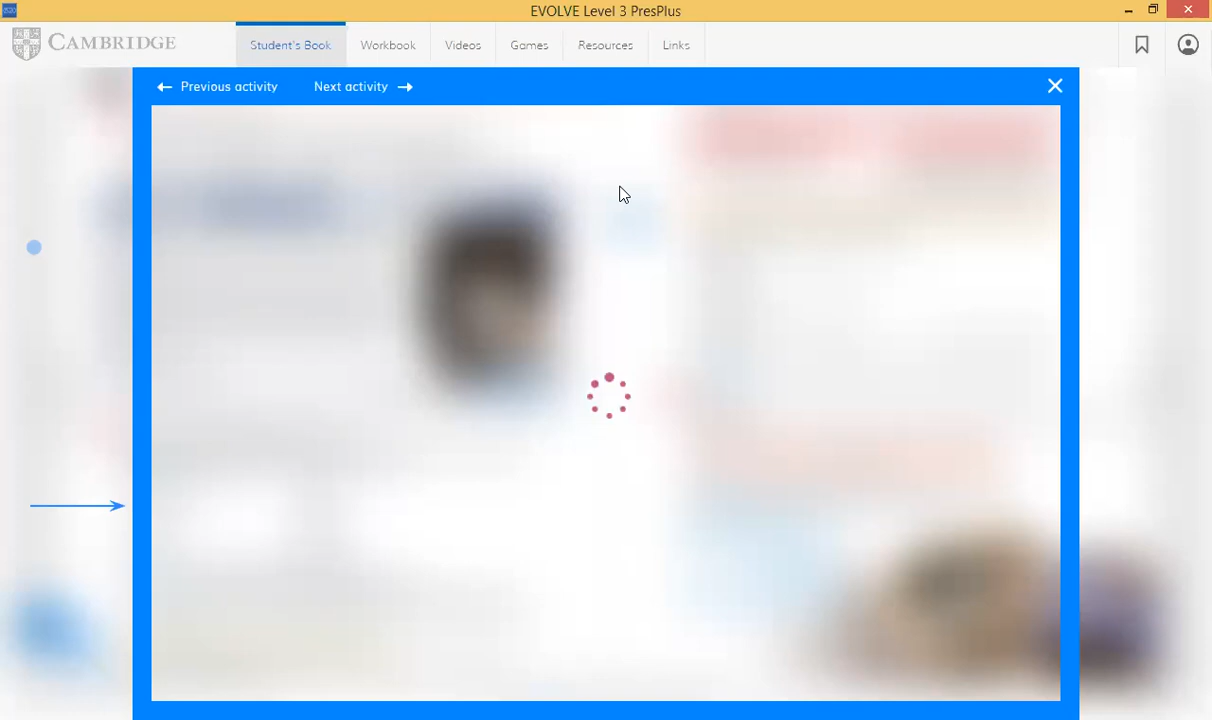 EVOLVE Level 3 PresPlus
CAMBRIDGE Student's Book Workbook Videos Games Resources Links
Previous activity Next activity